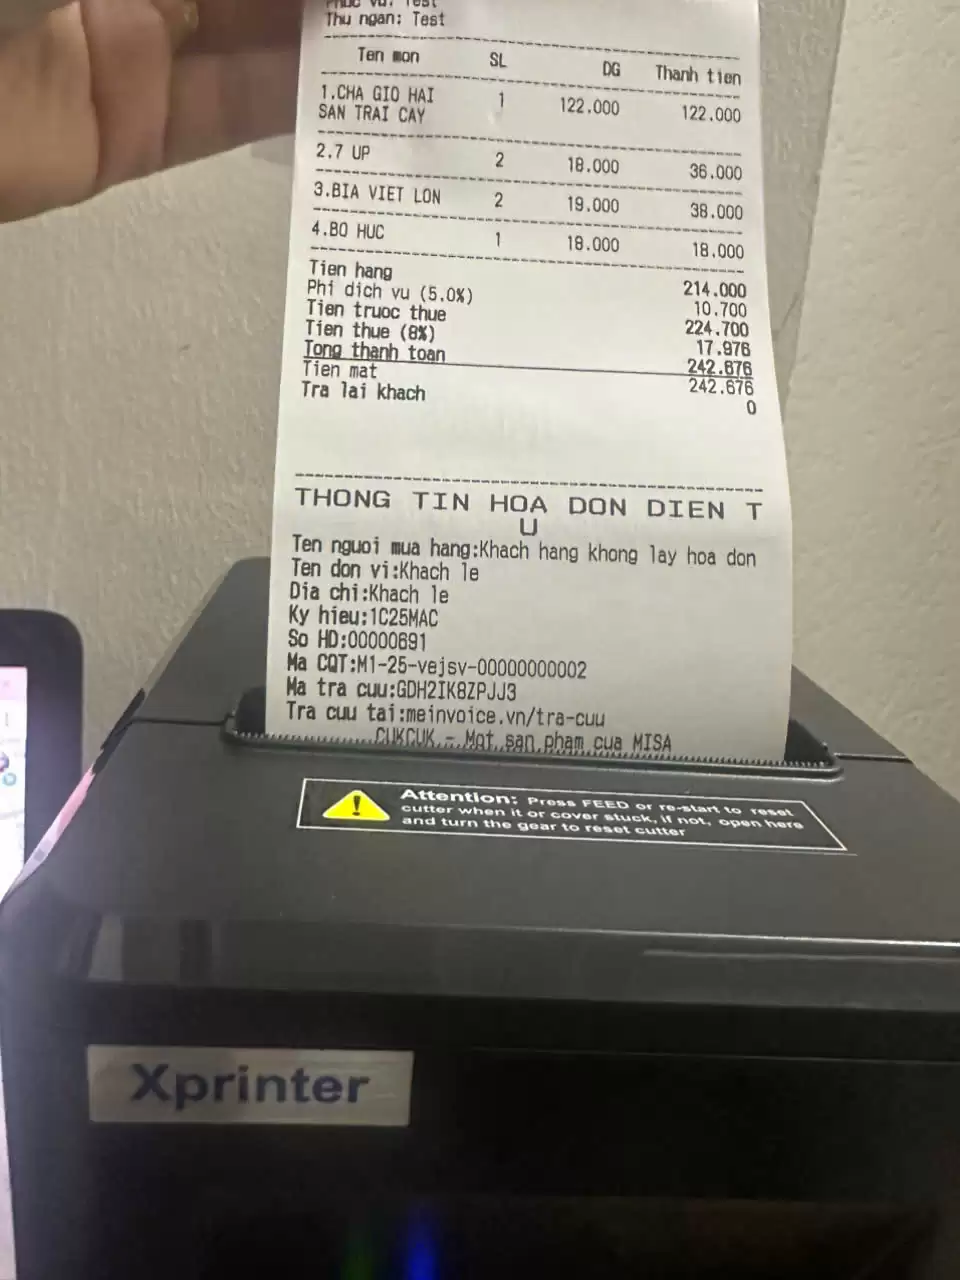 Phuc vu: Test
Thu ngan: Test
Ten mon SL DG Thanh tien
1.CHA GIO HAI SAN TRAI CAY 1 122.000 122.000
2.7 UP 2 18.000 36.000
3.BIA VIET LON 2 19.000 38.000
4.BO HUC 1 18.000 18.000
Tien hang 214.000
Phi dich vu (5.0%) 10.700
Tien truoc thue 224.700
Tien thue (8%) 17.976
Tong thanh toan 242.676
Tien mat 242.676
Tra lai khach 0
THONG TIN HOA DON DIEN T
U
Ten nguoi mua hang:Khach hang khong lay hoa don
Ten don vi:Khach le
Dia chi:Khach le
Ky hieu:1C25MAC
So HD:00000691
Ma CQT:M1-25-vejsv-00000000002
Ma tra cuu:GDH2IK8ZPJJ3
Tra cuu tai:meinvoice.vn/tra-cuu
CUKCUK - Mot san pham cua MISA
Attention: Press FEED or re-start to reset
cutter when it or cover stuck, if not, open here
and turn the gear to reset cutter
Xprinter